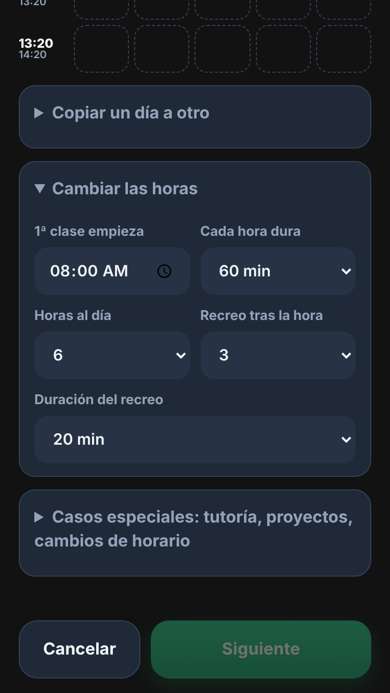 13:20
13:20
14:20
Copiar un día a otro
Cambiar las horas
1ª clase empieza
Cada hora dura
08:00 AM
60 min
Horas al día
Recreo tras la hora
6
3
Duración del recreo
20 min
Casos especiales: tutoría, proyectos,
cambios de horario
Cancelar
Siguiente